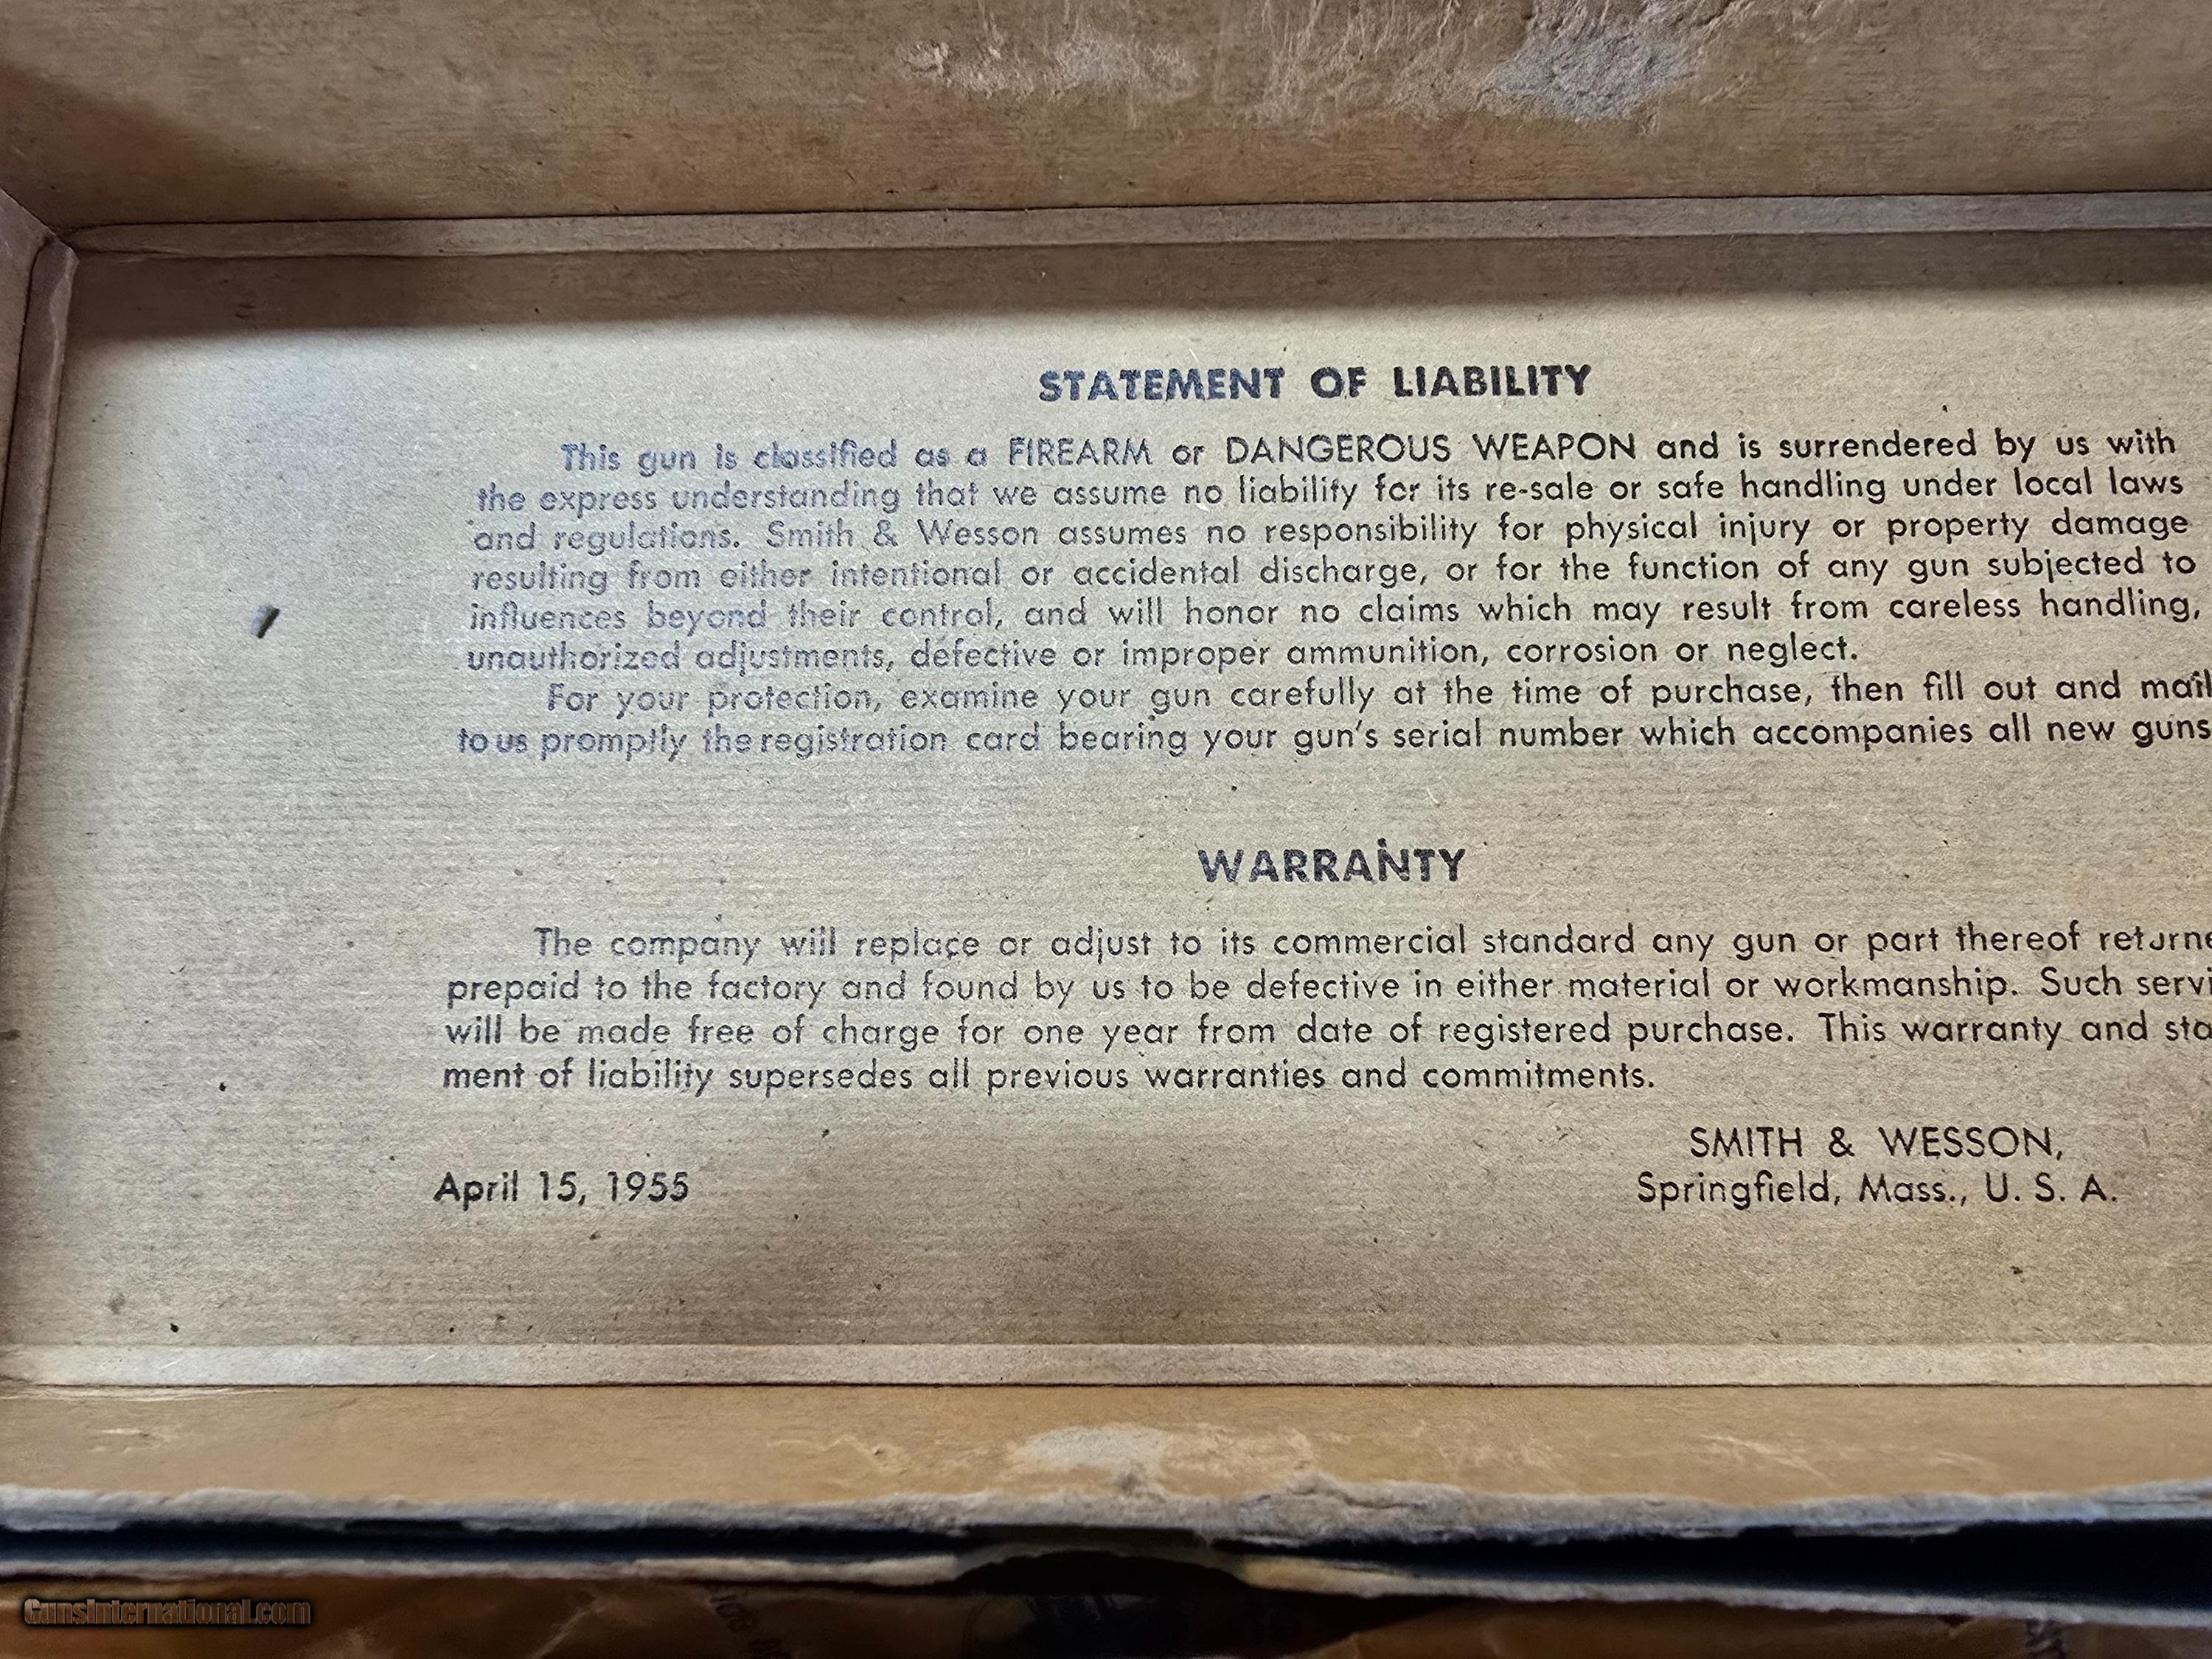 STATEMENT OF LIABILITY
This gun is classified as a FIREARM or DANGEROUS WEAPON and is surrendered by us with
the express understanding that we assume no liability for its re-sale or safe handling under local laws
and regulations. Smith & Wesson assumes no responsibility for physical injury or property damage
resulting from either intentional or accidental discharge, or for the function of any gun subjected to
influences beyond their control, and will honor no claims which may result from careless handling,
unauthorized adjustments, defective or improper ammunition, corrosion or neglect.
For your protection, examine your gun carefully at the time of purchase, then fill out and mail
to us promptly the registration card bearing your gun's serial number which accompanies all new guns
WARRANTY
The company will replace or adjust to its commercial standard any gun or part thereof returne
prepaid to the factory and found by us to be defective in either material or workmanship. Such servi
will be made free of charge for one year from date of registered purchase. This warranty and sta
ment of liability supersedes all previous warranties and commitments.
SMITH & WESSON,
April 15, 1955 Springfield, Mass., U. S. A.
GunsInternational.com